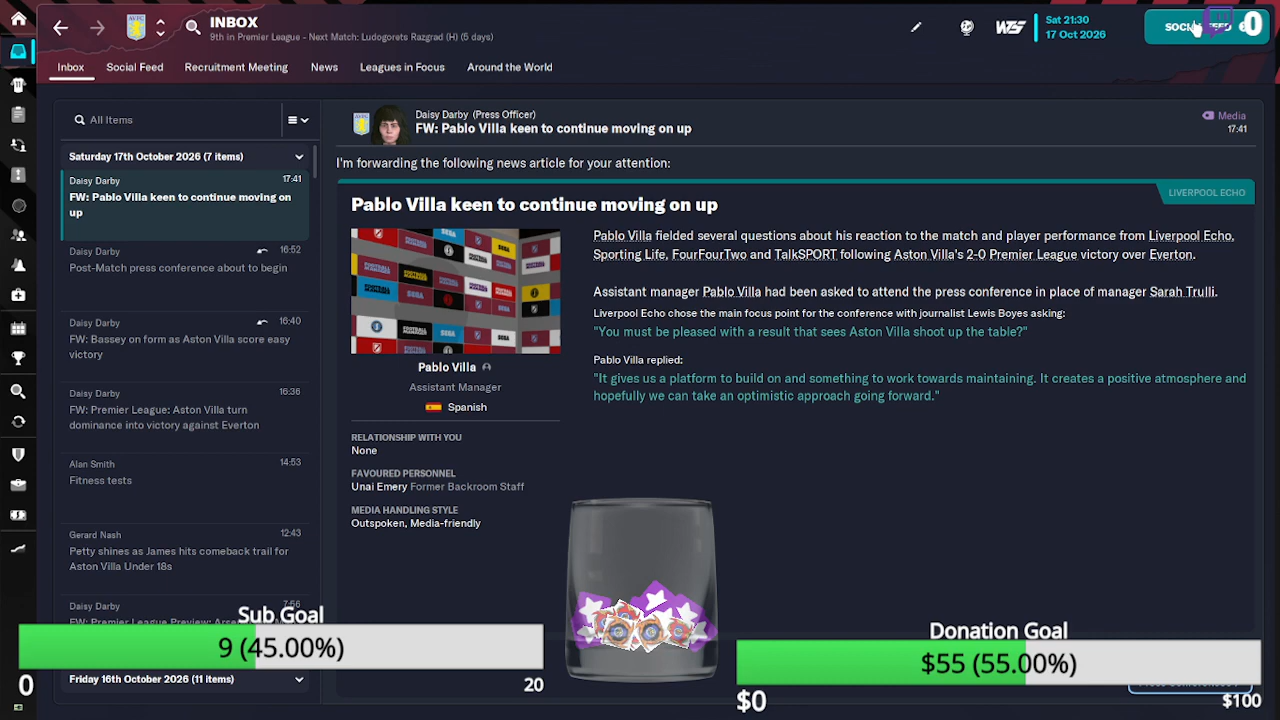 INBOX
9th in Premier League - Next Match: Ludogorets Razgrad (H) (5 days)
Sat 21:30
17 Oct 2026
0
Inbox
Social Feed
Recruitment Meeting
News
Leagues in Focus
Around the World
All Items
Saturday 17th October 2026 (7 items)
Daisy Darby
17:41
FW: Pablo Villa keen to continue moving on
up
Daisy Darby
16:52
Post-Match press conference about to begin
Daisy Darby
16:40
FW: Bassey on form as Aston Villa score easy
victory
Daisy Darby
16:36
FW: Premier League: Aston Villa turn
dominance into victory against Everton
Alan Smith
14:53
Fitness tests
Gerard Nash
12:43
Petty shines as James hits comeback trail for
Aston Villa Under 18s
Daisy Darby
7:56
Friday 16th October 2026 (11 items)
Daisy Darby (Press Officer)
FW: Pablo Villa keen to continue moving on up
Media
17:41
I'm forwarding the following news article for your attention:
LIVERPOOL ECHO
Pablo Villa keen to continue moving on up
Pablo Villa
Assistant Manager
Spanish
RELATIONSHIP WITH YOU
None
FAVOURED PERSONNEL
Unai Emery Former Backroom Staff
MEDIA HANDLING STYLE
Outspoken, Media-friendly
Pablo Villa fielded several questions about his reaction to the match and player performance from Liverpool Echo,
Sporting Life, FourFourTwo and TalkSPORT following Aston Villa's 2-0 Premier League victory over Everton.
Assistant manager Pablo Villa had been asked to attend the press conference in place of manager Sarah Trulli.
Liverpool Echo chose the main focus point for the conference with journalist Lewis Boyes asking:
"You must be pleased with a result that sees Aston Villa shoot up the table?"
Pablo Villa replied:
"It gives us a platform to build on and something to work towards maintaining. It creates a positive atmosphere and
hopefully we can take an optimistic approach going forward."
Sub Goal
9 (45.00%)
0
20
Donation Goal
$55 (55.00%)
$0
$100